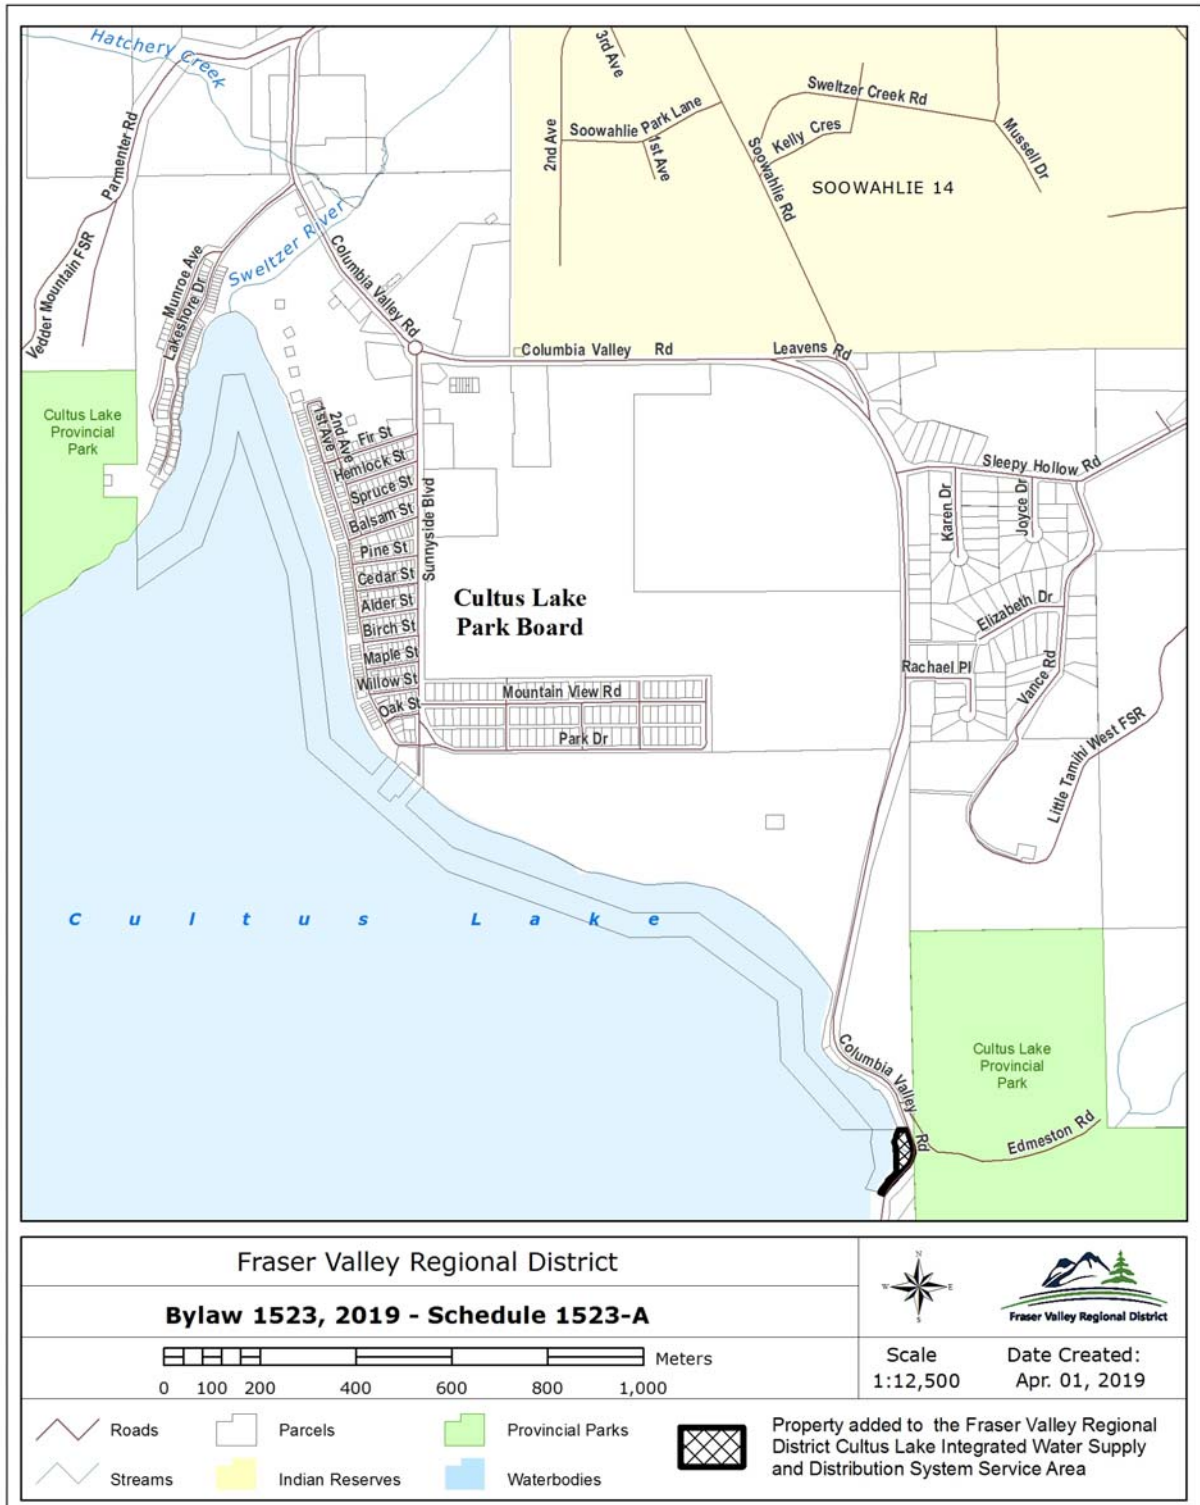 Hatchery Creek
Parmenter Rd
Vedder Mountain FSR
Munroe Ave
Lakeshore Dr
Sweltzer River
Columbia Valley Rd
3rd Ave
2nd Ave
Soowahlie Park Lane
1st Ave
Soowahlie Rd
Sweltzer Creek Rd
Kelly Cres
Mussell Dr
SOOWAHLIE 14
Columbia Valley Rd
Leavens Rd
Cultus Lake
Provincial
Park
1st Ave
2nd Ave
Fir St
Hemlock St
Spruce St
Balsam St
Pine St
Cedar St
Alder St
Birch St
Maple St
Willow St
Oak St
Sunnyside Blvd
Cultus Lake
Park Board
Mountain View Rd
Park Dr
Sleepy Hollow Rd
Karen Dr
Joyce Dr
Elizabeth Dr
Rachael Pl
Vance Rd
Little Tamihi West FSR
Cultus Lake
Columbia Valley Rd
Cultus Lake
Provincial
Park
Edmeston Rd
Fraser Valley Regional District
Bylaw 1523, 2019 - Schedule 1523-A
Meters
0 100 200 400 600 800 1,000
N
W E
S
Fraser Valley Regional District
Scale
1:12,500
Date Created:
Apr. 01, 2019
Roads
Parcels
Provincial Parks
Streams
Indian Reserves
Waterbodies
Property added to the Fraser Valley Regional
District Cultus Lake Integrated Water Supply
and Distribution System Service Area